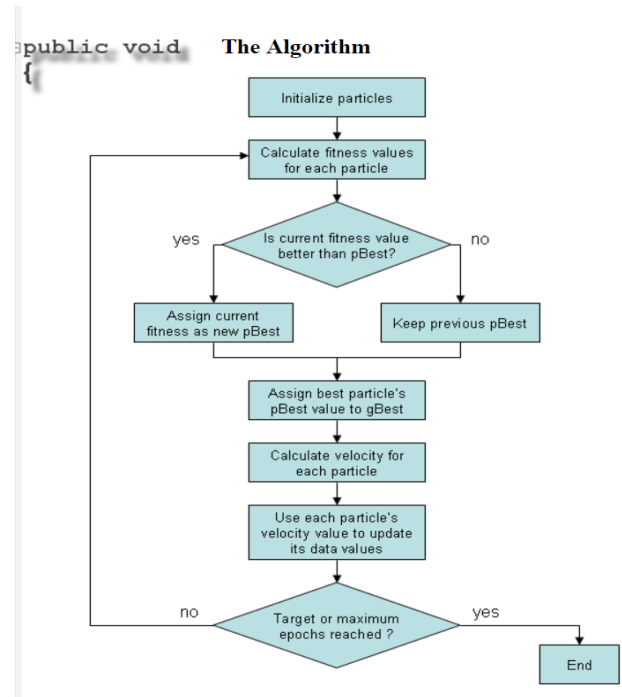 public void The Algorithm
{
Initialize particles
Calculate fitness values
for each particle
Is current fitness value
better than pBest?
yes
no
Assign current
fitness as new pBest
Keep previous pBest
Assign best particle's
pBest value to gBest
Calculate velocity for
each particle
Use each particle's
velocity value to update
its data values
Target or maximum
epochs reached ?
no
yes
End